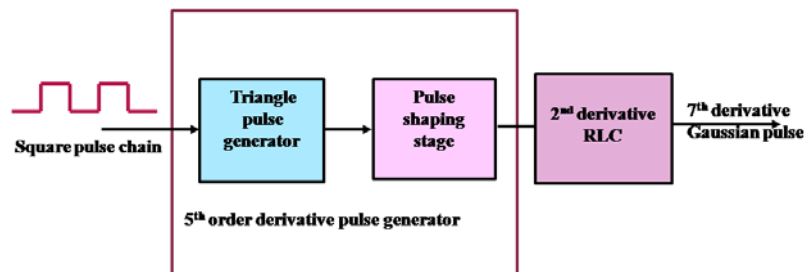 Square pulse chain
Triangle
pulse
generator
Pulse
shaping
stage
5th order derivative pulse generator
2nd derivative
RLC
7th derivative
Gaussian pulse